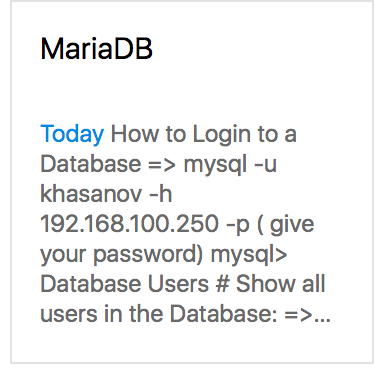 MariaDB
Today How to Login to a
Database => mysql -u
khasanov -h
192.168.100.250 -p ( give
your password) mysql>
Database Users # Show all
users in the Database: =>...